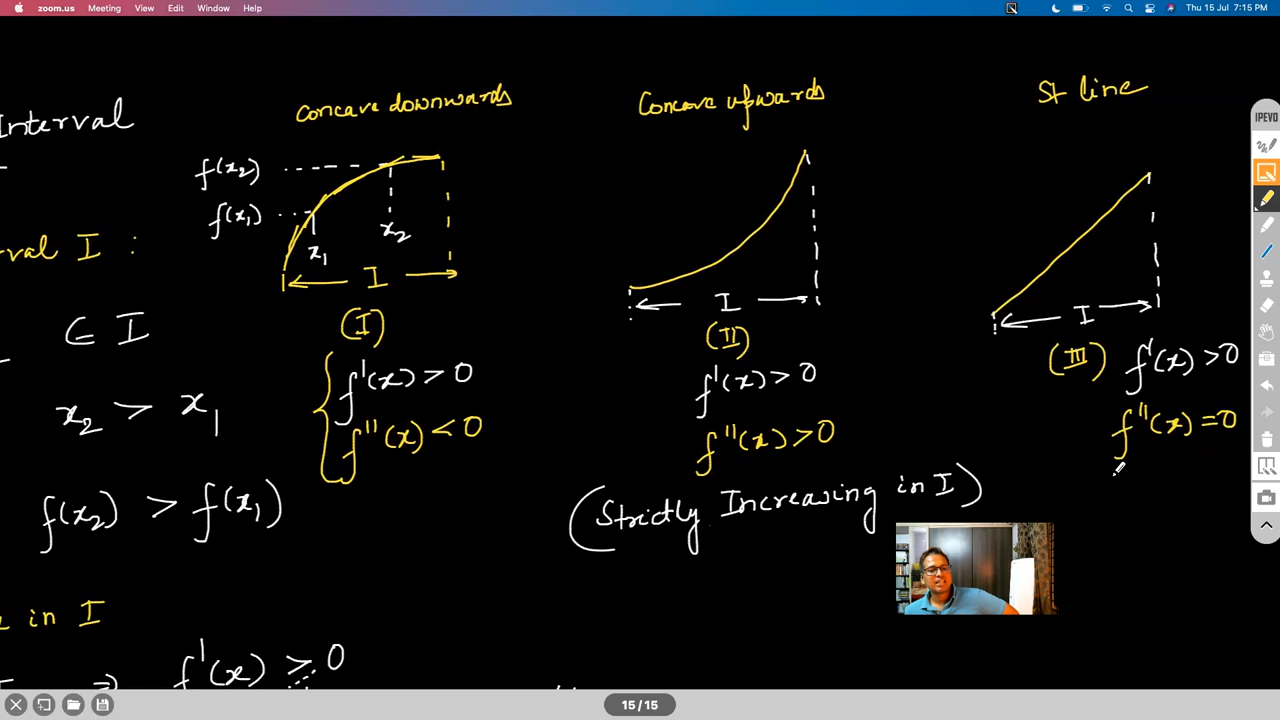 zoom.us Meeting View Edit Window Help Thu 15 Jul 7:15 PM
Interval
Concave downwards
Concave upwards
St line
IPEVO
f(x₂)
f(x₁)
x₁
x₂
I
I
I
(I)
(II)
(III)
f'(x) > 0
f''(x) < 0
f'(x) > 0
f''(x) > 0
f'(x) > 0
f''(x) = 0
rval I :
∈ I
x₂ > x₁
f(x₂) > f(x₁)
(Strictly Increasing in I)
in I
⇒ f'(x) ≥ 0
15 / 15